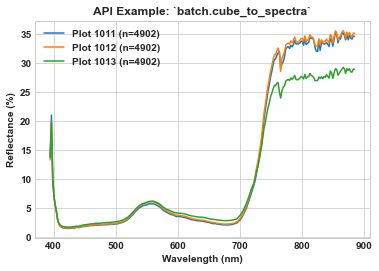 API Example: `batch.cube_to_spectra`
Plot 1011 (n=4902)
Plot 1012 (n=4902)
Plot 1013 (n=4902)
Reflectance (%)
35
30
25
20
15
10
5
0
400 500 600 700 800 900
Wavelength (nm)